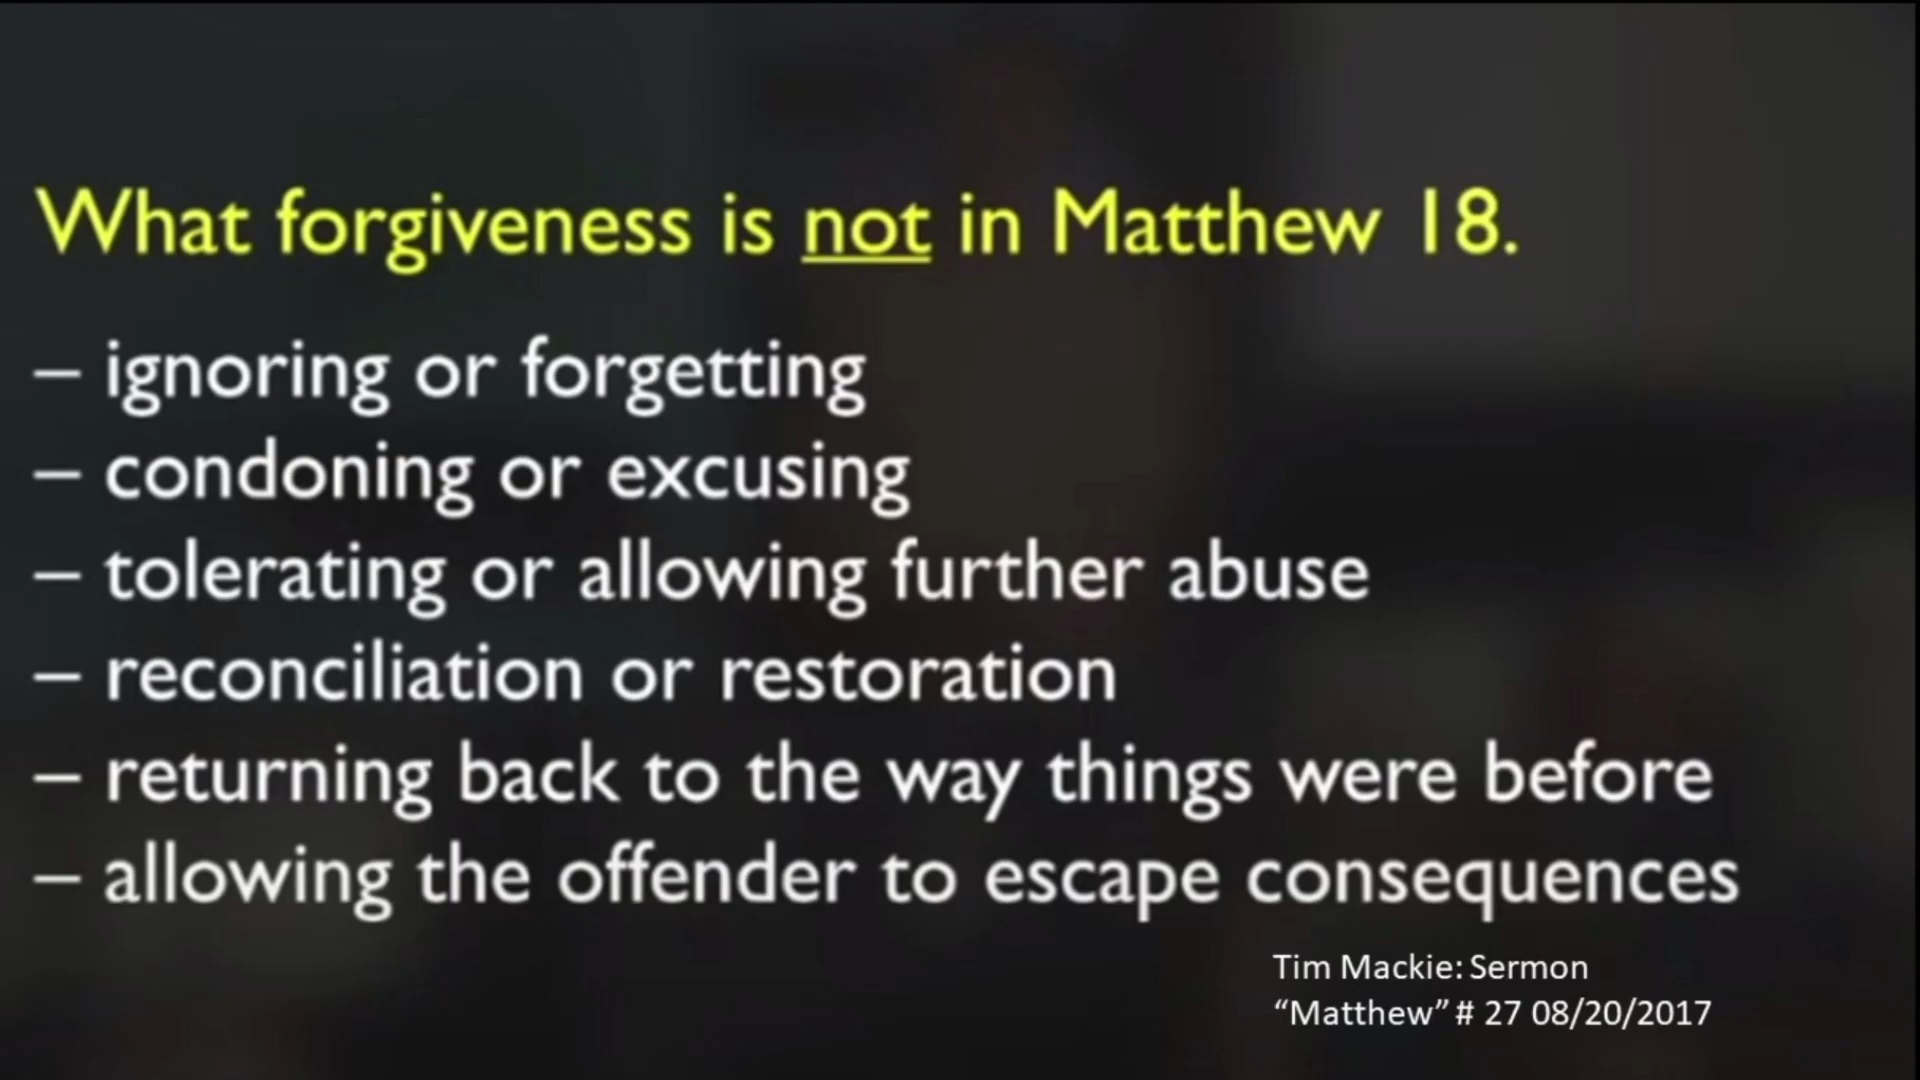 What forgiveness is not in Matthew 18.
– ignoring or forgetting
– condoning or excusing
– tolerating or allowing further abuse
– reconciliation or restoration
– returning back to the way things were before
– allowing the offender to escape consequences
Tim Mackie: Sermon
“Matthew” # 27 08/20/2017